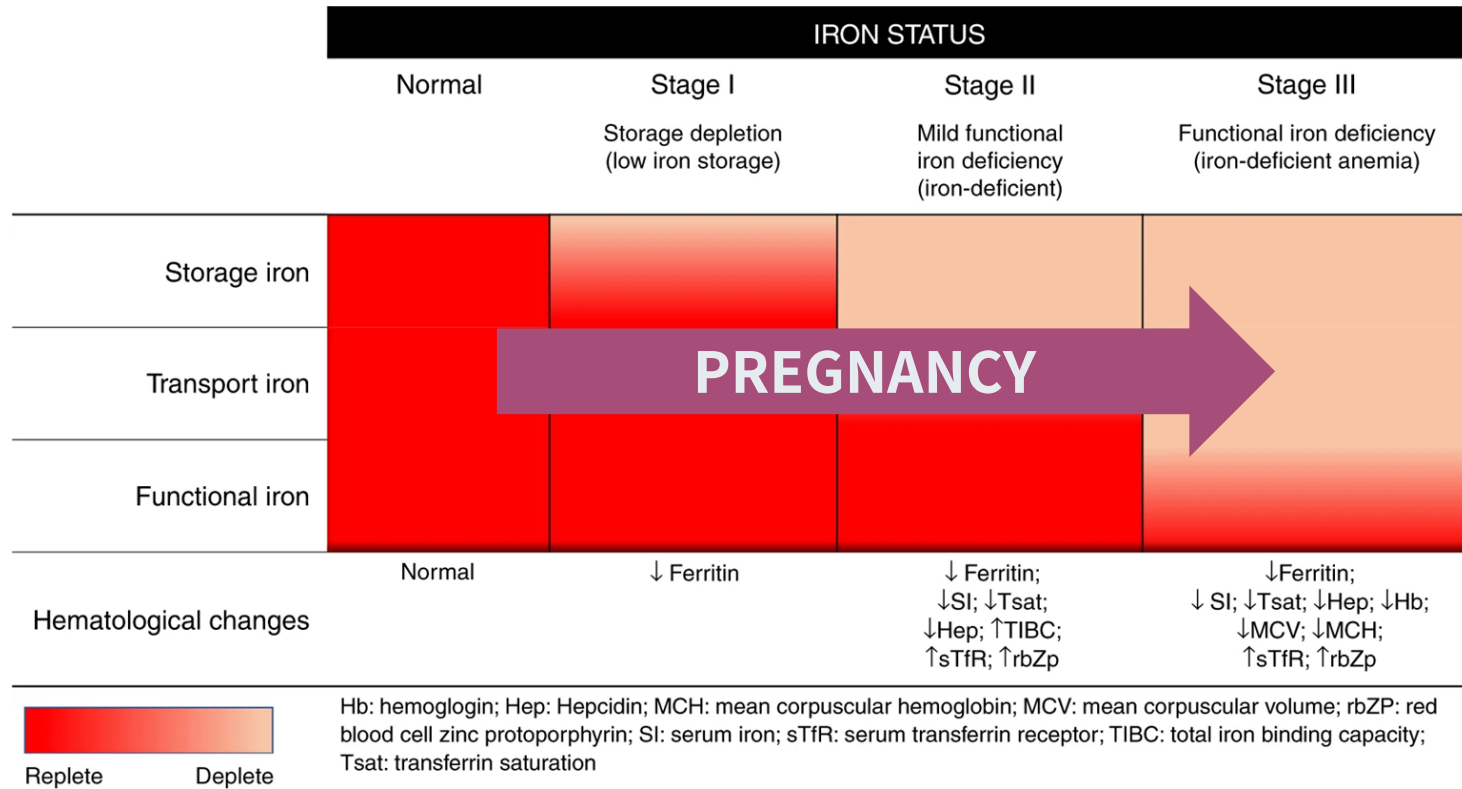 IRON STATUS
Normal
Stage I
Stage II
Stage III
Storage depletion
(low iron storage)
Mild functional
iron deficiency
(iron-deficient)
Functional iron deficiency
(iron-deficient anemia)
Storage iron
Transport iron
Functional iron
PREGNANCY
Hematological changes
Normal
↓ Ferritin
↓ Ferritin;
↓SI; ↓Tsat;
↓Hep; ↑TIBC;
↑sTfR; ↑rbZp
↓Ferritin;
↓ SI; ↓Tsat; ↓Hep; ↓Hb;
↓MCV; ↓MCH;
↑sTfR; ↑rbZp
Replete
Deplete
Hb: hemoglogin; Hep: Hepcidin; MCH: mean corpuscular hemoglobin; MCV: mean corpuscular volume; rbZP: red
blood cell zinc protoporphyrin; SI: serum iron; sTfR: serum transferrin receptor; TIBC: total iron binding capacity;
Tsat: transferrin saturation